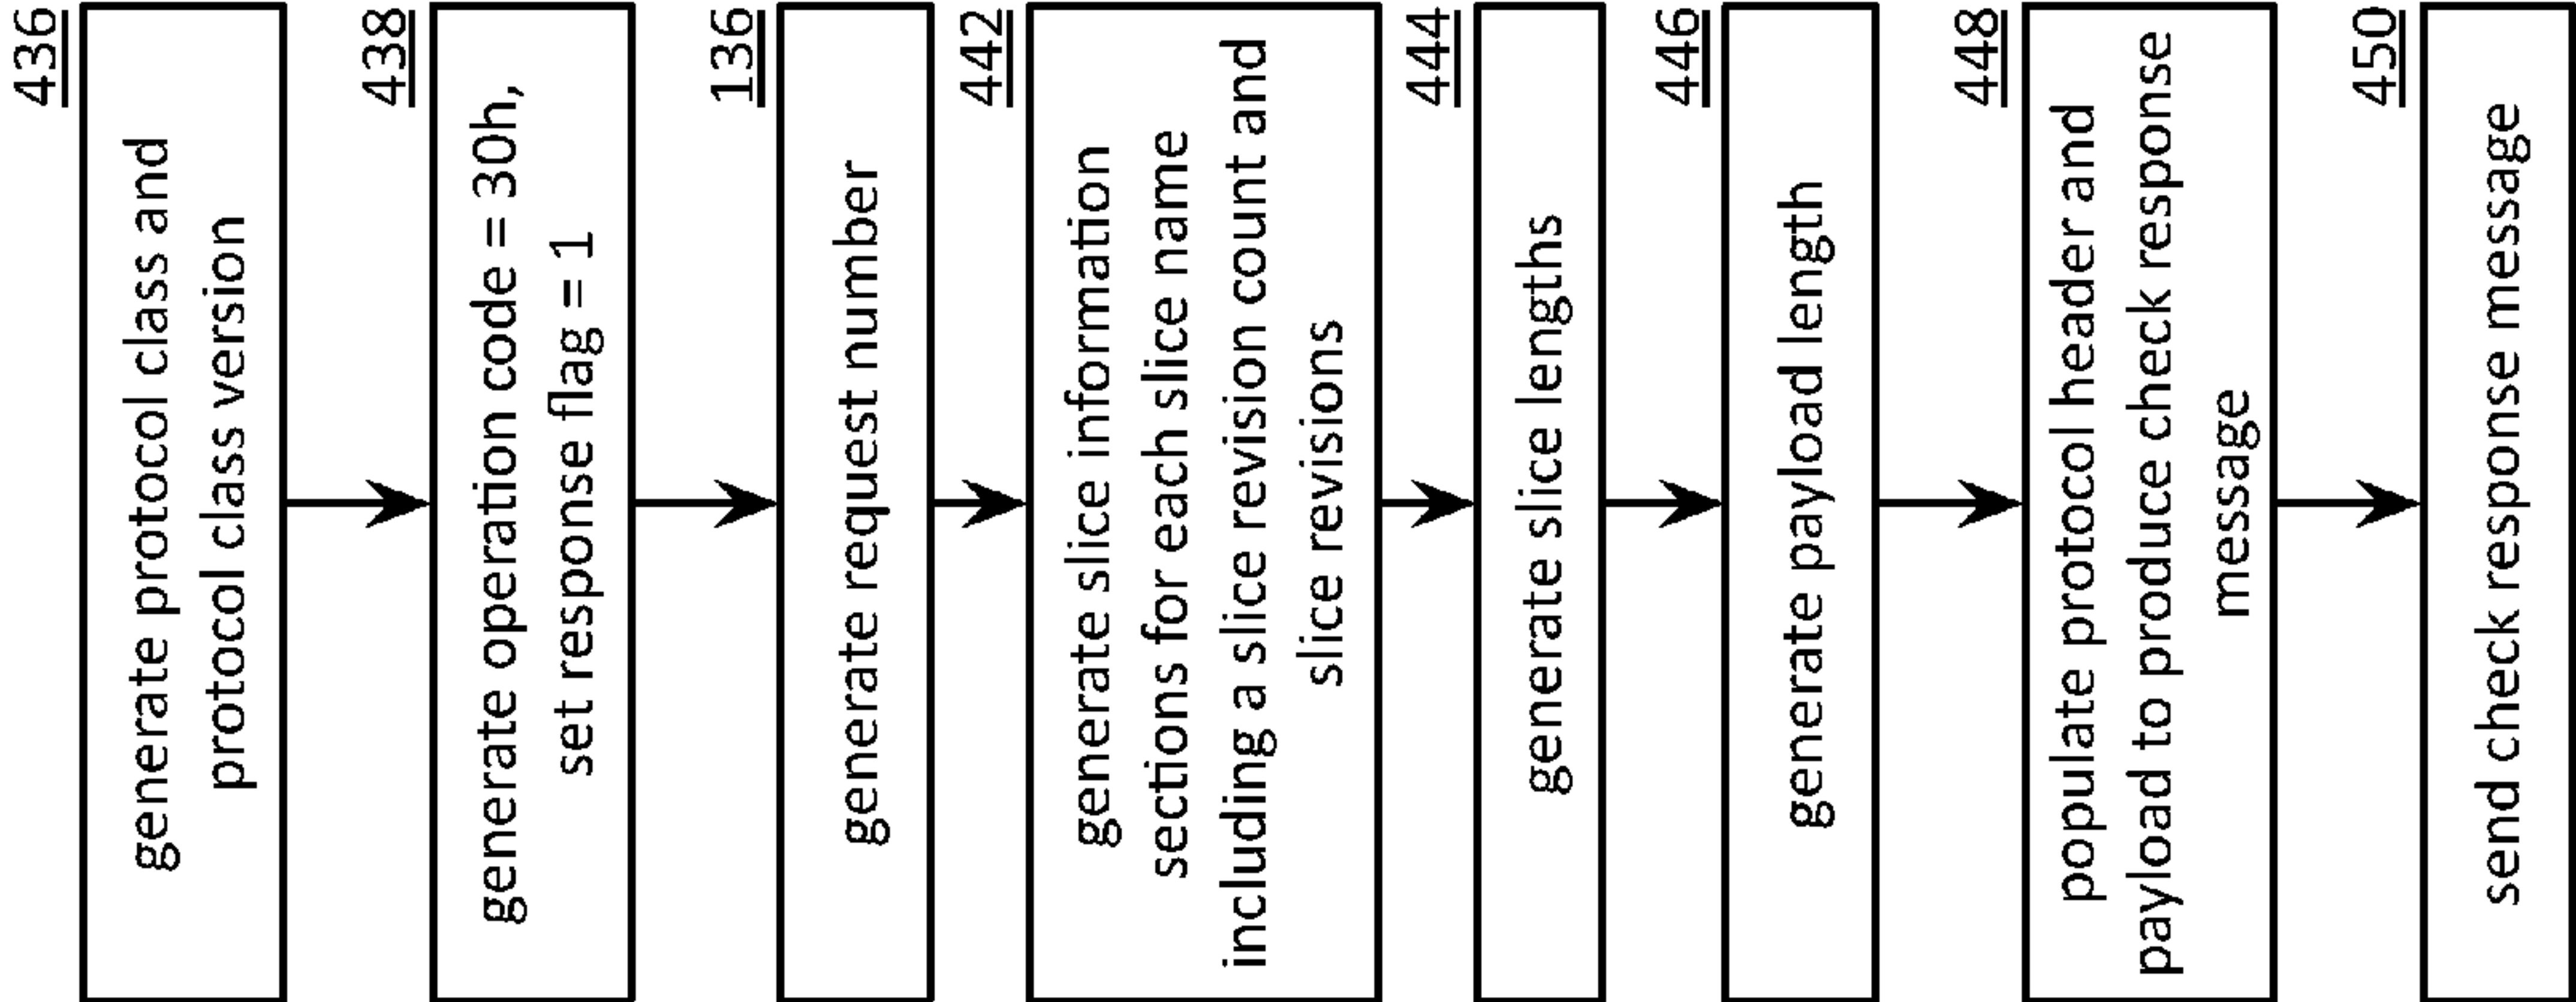 436
generate protocol class and
protocol class version
438
generate operation code = 30h,
set response flag = 1
136
generate request number
442
generate slice information
sections for each slice name
including a slice revision count and
slice revisions
444
generate slice lengths
446
generate payload length
448
populate protocol header and
payload to produce check response
message
450
send check response message